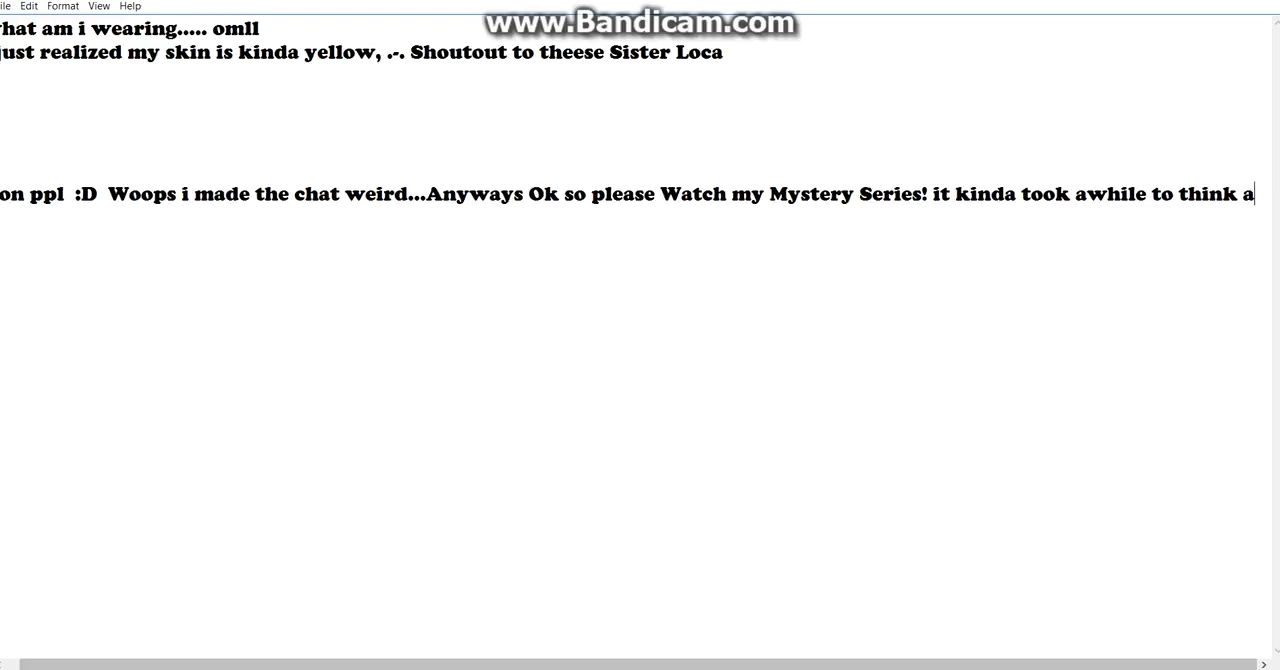 ile Edit Format View Help
www.Bandicam.com
hat am i wearing..... omll
just realized my skin is kinda yellow, .-. Shoutout to theese Sister Loca
on ppl :D Woops i made the chat weird...Anyways Ok so please Watch my Mystery Series! it kinda took awhile to think a